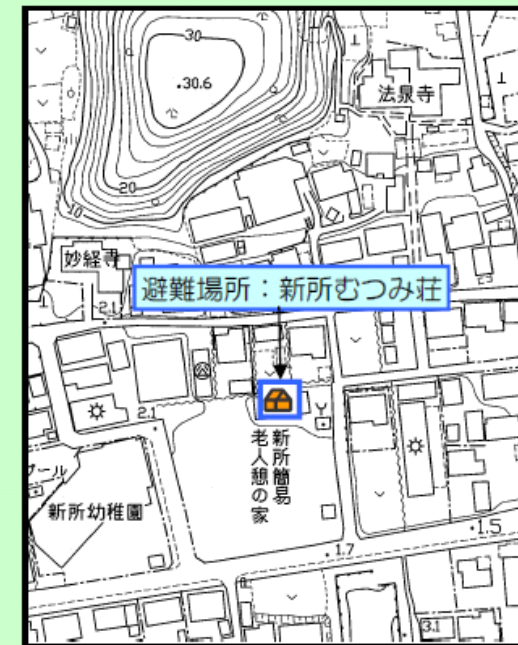 30
.30.6
法泉寺
20
10
妙経寺
避難場所：新所むつみ荘
2.1
2.1
新所簡易
老人憩の家
プール
新所幼稚園
1.5
1.7
3.1